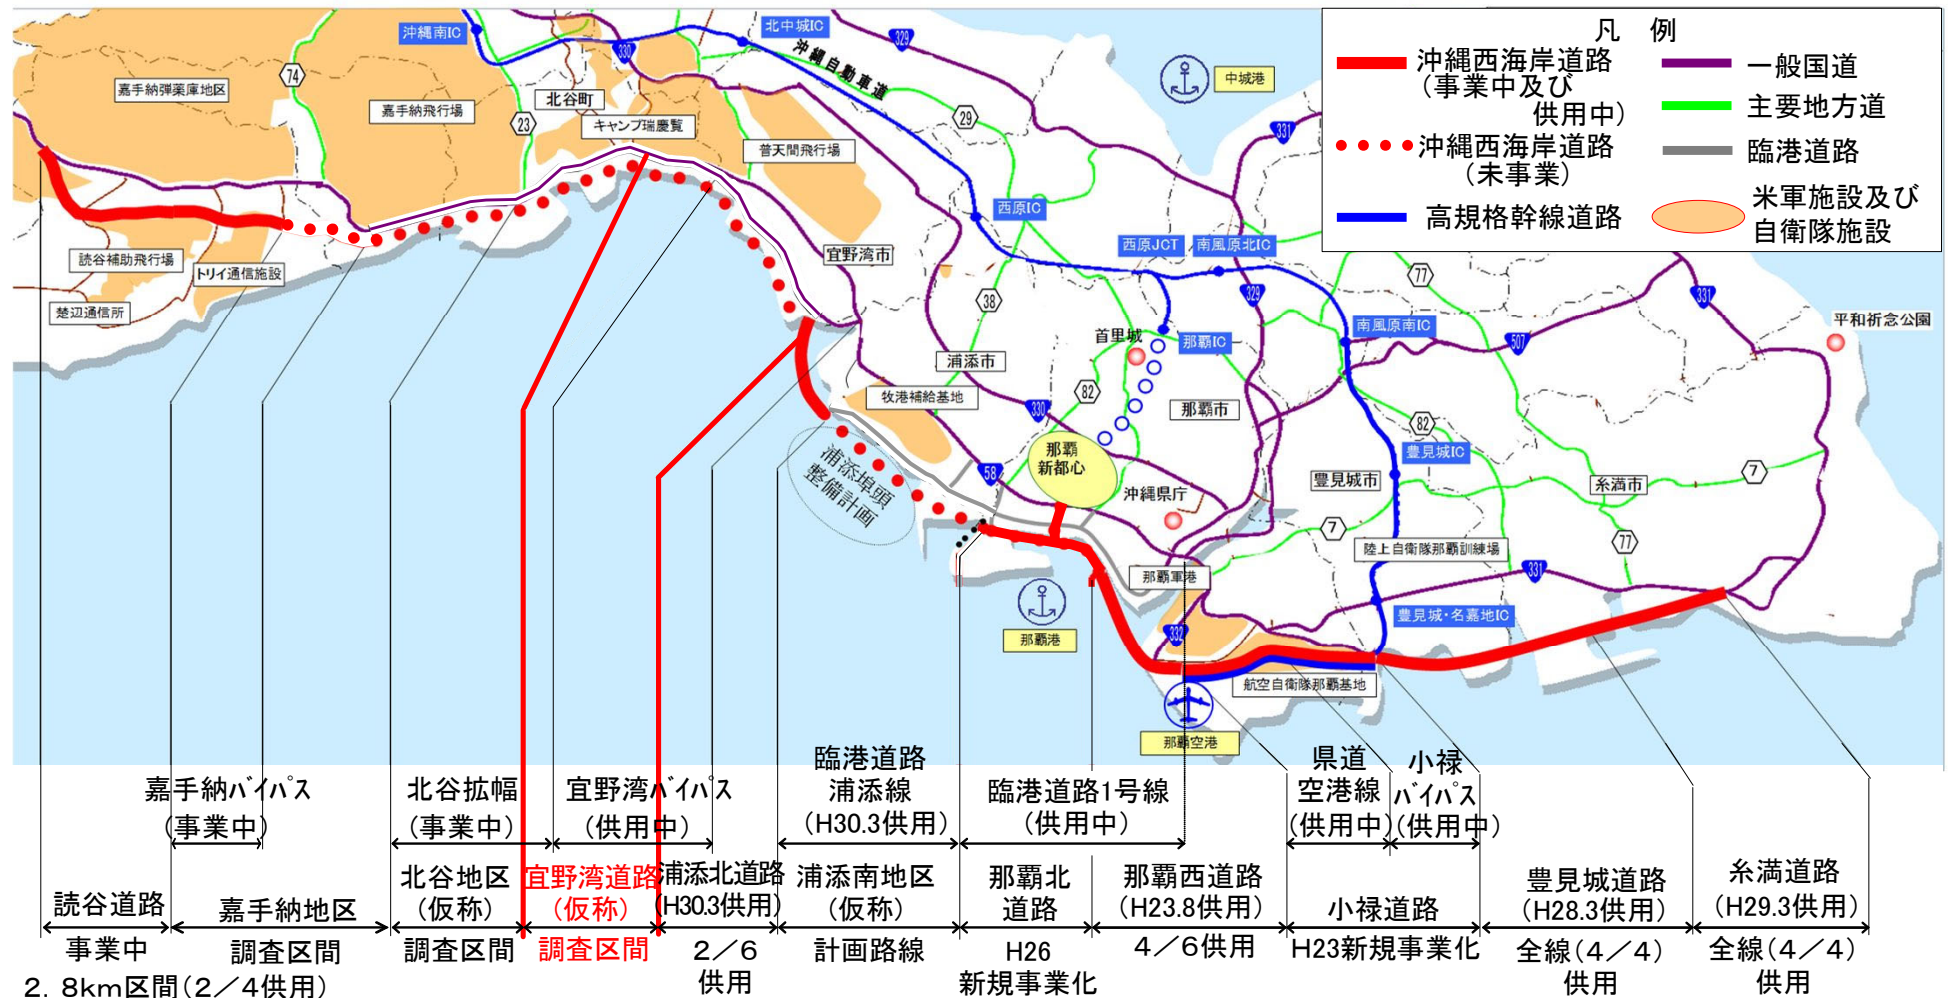 凡 例
沖縄西海岸道路
(事業中及び
供用中)
沖縄西海岸道路
(未事業)
高規格幹線道路
一般国道
主要地方道
臨港道路
米軍施設及び
自衛隊施設
沖縄南IC
北中城IC
沖縄自動車道
329
330
中城港
嘉手納弾薬庫地区
74
嘉手納飛行場
北谷町
23
キャンプ瑞慶覧
普天間飛行場
29
331
西原IC
西原JCT
南風原北IC
宜野湾市
読谷補助飛行場
トリイ通信施設
楚辺通信所
38
329
77
331
平和祈念公園
首里城
那覇IC
南風原南IC
507
浦添市
牧港補給基地
82
330
那覇市
82
豊見城IC
那覇
新都心
浦添埠頭
整備計画
58
沖縄県庁
豊見城市
糸満市
7
7
77
陸上自衛隊那覇訓練場
331
那覇軍港
豊見城・名嘉地IC
那覇港
332
航空自衛隊那覇基地
那覇空港
嘉手納バイパス
(事業中)
北谷拡幅
(事業中)
宜野湾バイパス
(供用中)
臨港道路
浦添線
(H30.3供用)
臨港道路1号線
(供用中)
県道
空港線
(供用中)
小禄
バイパス
(供用中)
読谷道路
事業中
2.8km区間(2/4供用)
嘉手納地区
調査区間
北谷地区
(仮称)
調査区間
宜野湾道路
(仮称)
調査区間
浦添北道路
(H30.3供用)
2/6
供用
浦添南地区
(仮称)
計画路線
那覇北
道路
H26
新規事業化
那覇西道路
(H23.8供用)
4/6供用
小禄道路
H23新規事業化
豊見城道路
(H28.3供用)
全線(4/4)
供用
糸満道路
(H29.3供用)
全線(4/4)
供用